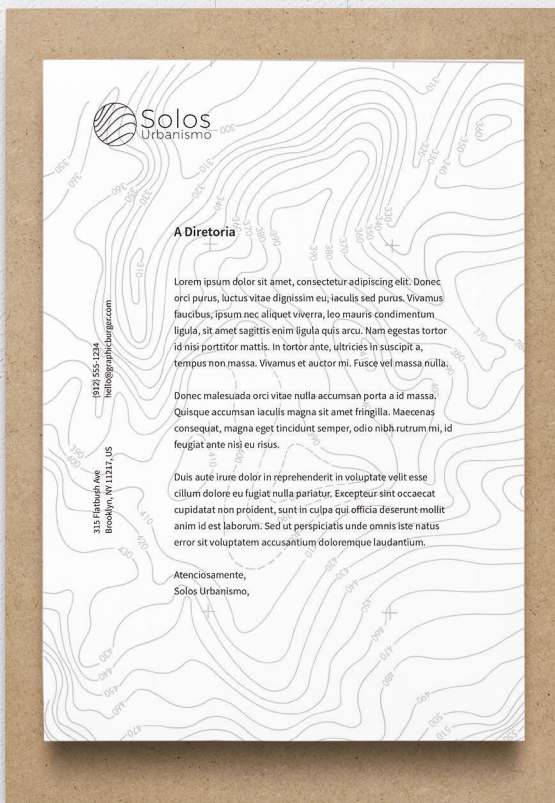 Solos
Urbanismo
A Diretoria
Lorem ipsum dolor sit amet, consectetur adipiscing elit. Donec
orci purus, luctus vitae dignissim eu, iaculis sed purus. Vivamus
faucibus, ipsum nec aliquet viverra, leo mauris condimentum
ligula, sit amet sagittis enim ligula quis arcu. Nam egestas tortor
id nisi porttitor mattis. In tortor ante, ultricies in suscipit a,
tempus non massa. Vivamus et auctor mi. Fusce vel massa nulla.
Donec malesuada orci vitae nulla accumsan porta a id massa.
Quisque accumsan iaculis magna sit amet fringilla. Maecenas
consequat, magna eget tincidunt semper, odio nibh rutrum mi, id
feugiat ante nisi eu risus.
Duis aute irure dolor in reprehenderit in voluptate velit esse
cillum dolore eu fugiat nulla pariatur. Excepteur sint occaecat
cupidatat non proident, sunt in culpa qui officia deserunt mollit
anim id est laborum. Sed ut perspiciatis unde omnis iste natus
error sit voluptatem accusantium doloremque laudantium.
Atenciosamente,
Solos Urbanismo,
(912) 555-1234
hello@graphicburger.com
315 Flatbush Ave
Brooklyn, NY 11217, US